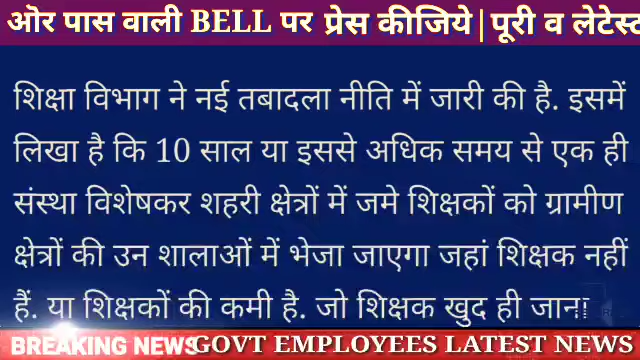 ओर पास वाली BELL पर प्रेस कीजिये|पूरी व लेटेस्ट
शिक्षा विभाग ने नई तबादला नीति में जारी की है. इसमें
लिखा है कि 10 साल या इससे अधिक समय से एक ही
संस्था विशेषकर शहरी क्षेत्रों में जमे शिक्षकों को ग्रामीण
क्षेत्रों की उन शालाओं में भेजा जाएगा जहां शिक्षक नहीं
हैं. या शिक्षकों की कमी है. जो शिक्षक खुद ही जाना
BREAKING NEWS GOVT EMPLOYEES LATEST NEWS